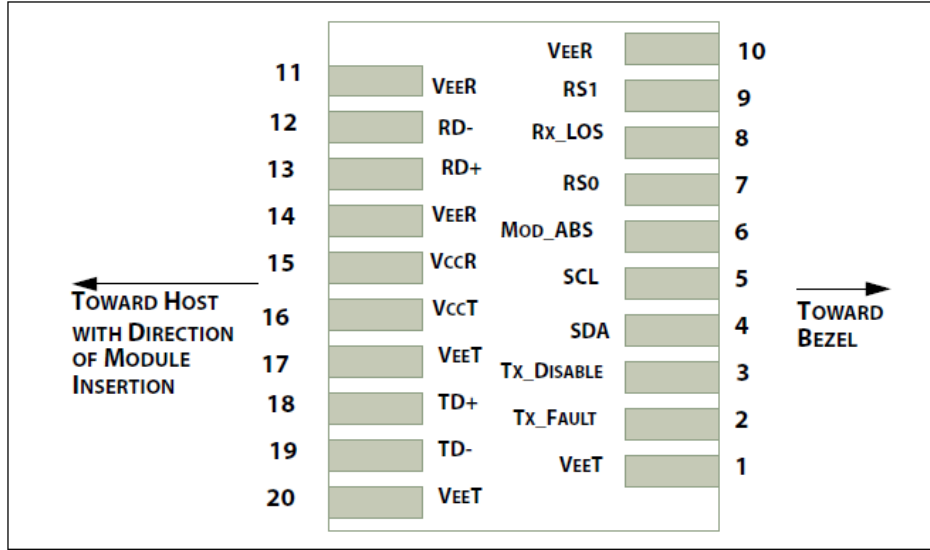 VEER 10
11 VEER
RS1 9
12 RD-
RX_LOS 8
13 RD+
RS0 7
14 VEER
MOD_ABS 6
15 VCCR
SCL 5
TOWARD HOST
WITH DIRECTION
OF MODULE
INSERTION
TOWARD
BEZEL
16 VCCT
SDA 4
17 VEET
TX_DISABLE 3
18 TD+
TX_FAULT 2
19 TD-
VEET 1
20 VEET